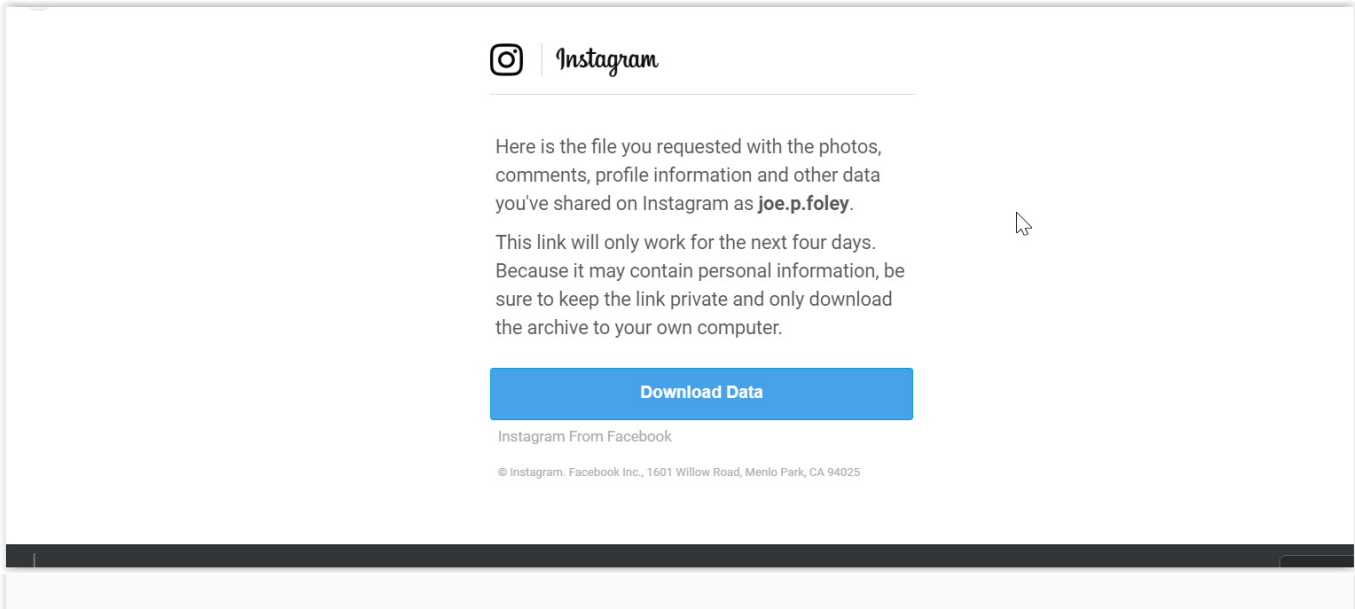 Instagram
Here is the file you requested with the photos,
comments, profile information and other data
you've shared on Instagram as joe.p.foley.
This link will only work for the next four days.
Because it may contain personal information, be
sure to keep the link private and only download
the archive to your own computer.
Download Data
Instagram From Facebook
© Instagram. Facebook Inc., 1601 Willow Road, Menlo Park, CA 94025